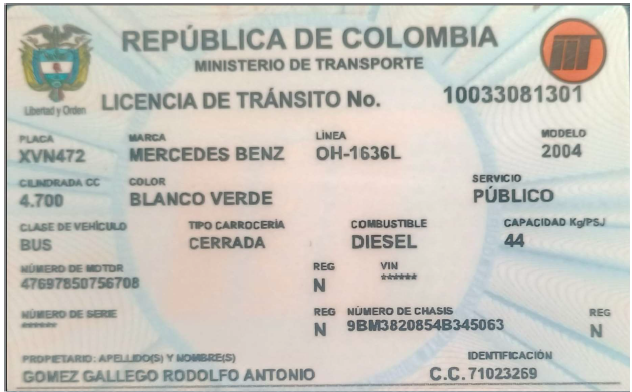 REPÚBLICA DE COLOMBIA
MINISTERIO DE TRANSPORTE
Libertad y Orden
LICENCIA DE TRÁNSITO No. 10033081301
PLACA MARCA LÍNEA MODELO
XVN472 MERCEDES BENZ OH-1636L 2004
CILINDRADA CC COLOR SERVICIO
4.700 BLANCO VERDE PÚBLICO
CLASE DE VEHÍCULO TIPO CARROCERÍA COMBUSTIBLE CAPACIDAD Kg/PSJ
BUS CERRADA DIESEL 44
NÚMERO DE MOTOR REG VIN
47697850756708 N ******
NÚMERO DE SERIE REG NÚMERO DE CHASIS REG
****** N 9BM3820854B345063 N
PROPIETARIO: APELLIDO(S) Y NOMBRE(S) IDENTIFICACIÓN
GOMEZ GALLEGO RODOLFO ANTONIO C.C. 71023269